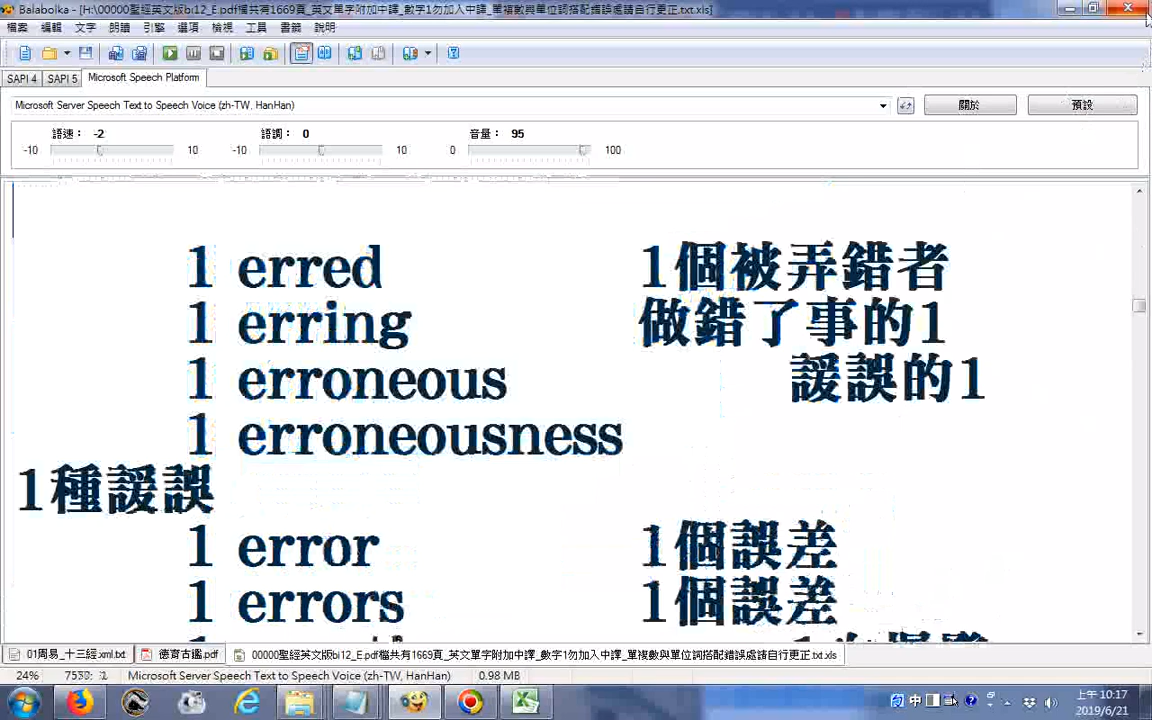 Balabolka - [H:\00000聖經英文版bi12_E.pdf檔共有1669頁_英文單字附加中譯_數字1勿加入中譯_單複數與單位詞搭配錯誤處請自行更正.txt.xls]
檔案 編輯 文字 朗讀 引擎 選項 檢視 工具 書籤 說明
SAPI 4 SAPI 5 Microsoft Speech Platform
Microsoft Server Speech Text to Speech Voice (zh-TW, HanHan) 關於 預設
語速： -2 語調： 0 音量： 95
-10 10 -10 10 0 100
1 erred 1個被弄錯者
1 erring 做錯了事的1
1 erroneous 諼誤的1
1 erroneousness
1種諼誤
1 error 1個誤差
1 errors 1個誤差
01周易_十三經.xml.txt 德育古鑑.pdf 00000聖經英文版bi12_E.pdf檔共有1669頁_英文單字附加中譯_數字1勿加入中譯_單複數與單位詞搭配錯誤處請自行更正.txt.xls
24% Microsoft Server Speech Text to Speech Voice (zh-TW, HanHan) 0.98 MB
中 上午 10:17
2019/6/21